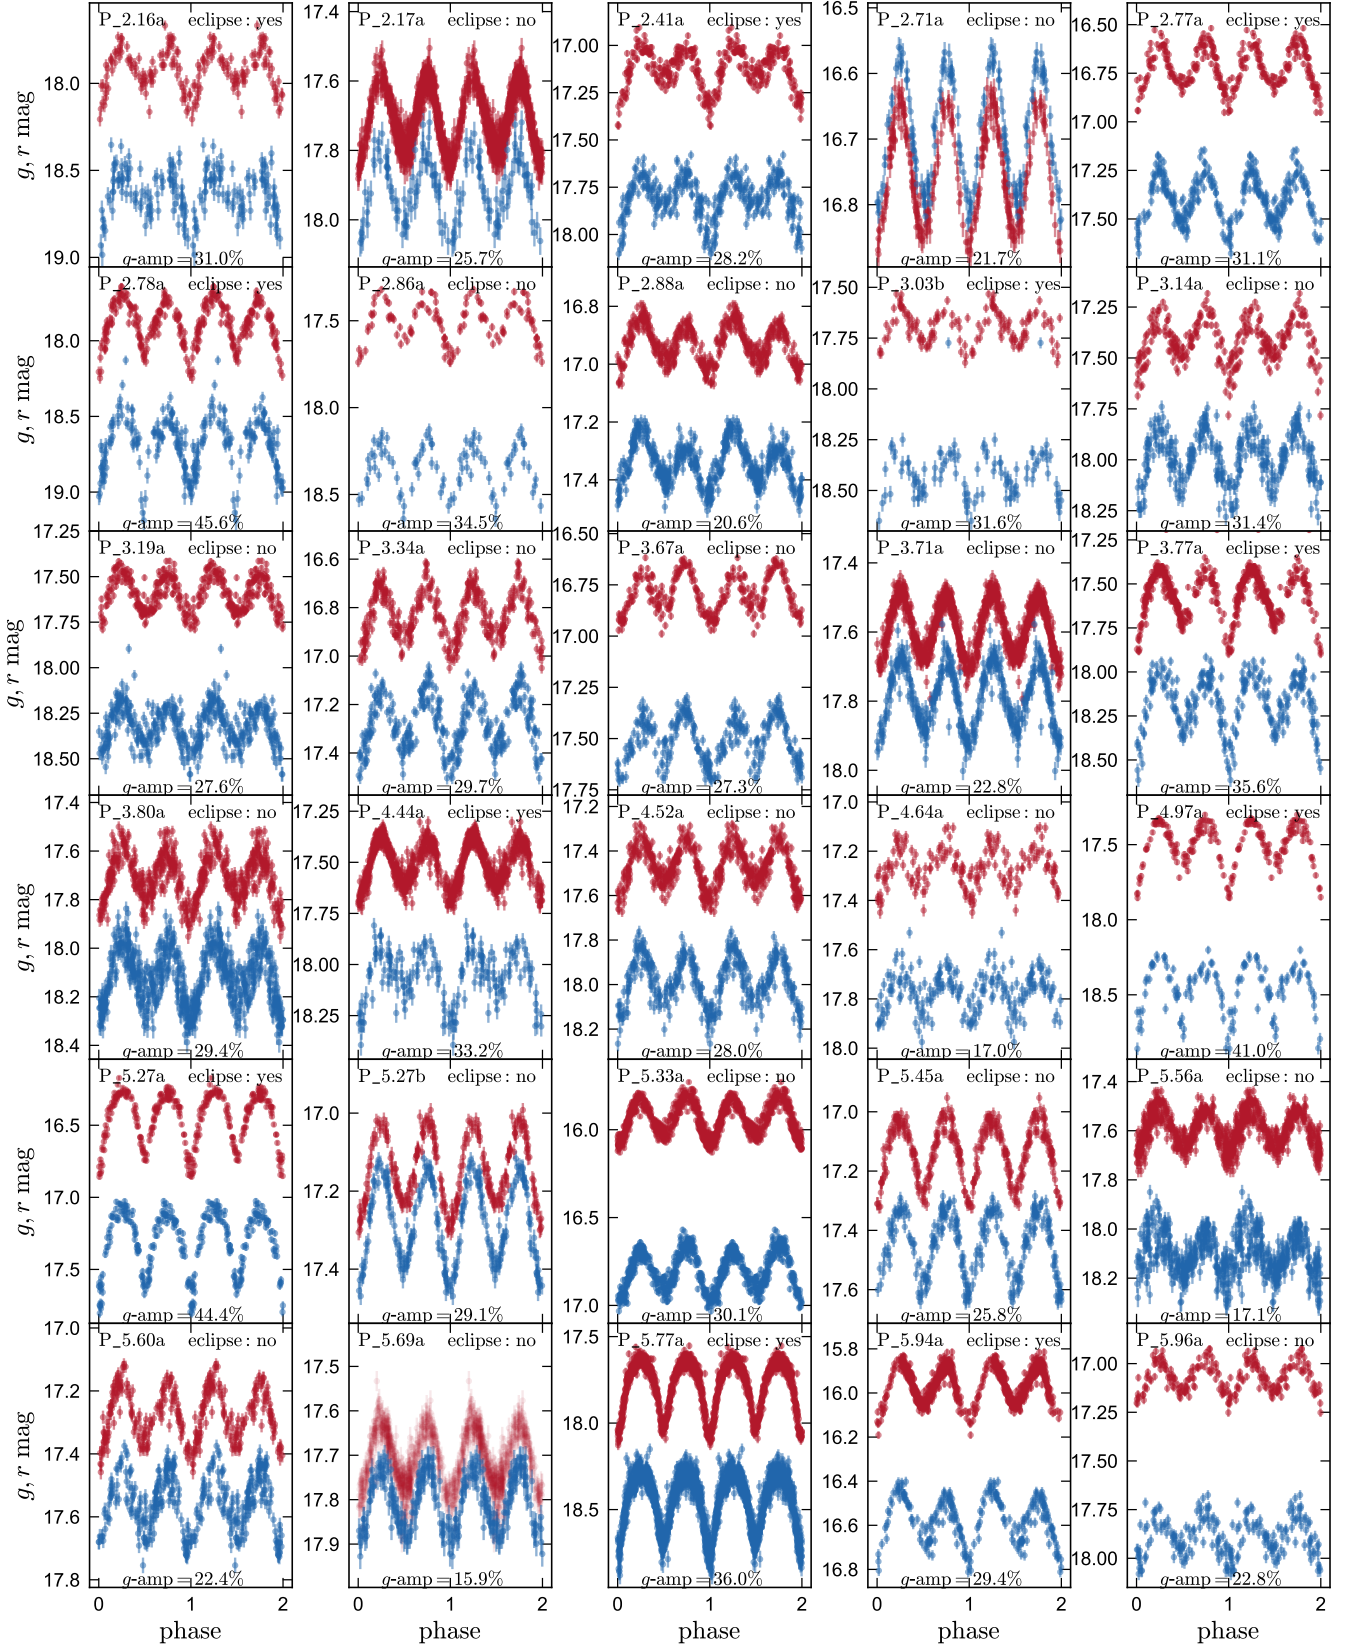 P_2.16a eclipse: yes
18.0
18.5
19.0
g, r mag
g-amp = 31.0%
P_2.17a eclipse: no
17.4
17.6
17.8
18.0
g-amp = 25.7%
P_2.41a eclipse: yes
17.00
17.25
17.50
17.75
18.00
g-amp = 28.2%
P_2.71a eclipse: no
16.5
16.6
16.7
16.8
g-amp = 21.7%
P_2.77a eclipse: yes
16.50
16.75
17.00
17.25
17.50
g-amp = 31.1%
P_2.78a eclipse: yes
18.0
18.5
19.0
g, r mag
g-amp = 45.6%
P_2.86a eclipse: no
17.5
18.0
18.5
g-amp = 34.5%
P_2.88a eclipse: no
16.8
17.0
17.2
17.4
g-amp = 20.6%
P_3.03b eclipse: yes
17.50
17.75
18.00
18.25
18.50
g-amp = 31.6%
P_3.14a eclipse: no
17.25
17.50
17.75
18.00
18.25
g-amp = 31.4%
P_3.19a eclipse: no
17.25
17.50
17.75
18.00
18.25
18.50
g, r mag
g-amp = 27.6%
P_3.34a eclipse: no
16.6
16.8
17.0
17.2
17.4
g-amp = 29.7%
P_3.67a eclipse: no
16.50
16.75
17.00
17.25
17.50
17.75
g-amp = 27.3%
P_3.71a eclipse: no
17.4
17.6
17.8
18.0
g-amp = 22.8%
P_3.77a eclipse: yes
17.25
17.50
17.75
18.00
18.25
18.50
g-amp = 35.6%
P_3.80a eclipse: no
17.4
17.6
17.8
18.0
18.2
18.4
g, r mag
g-amp = 29.4%
P_4.44a eclipse: yes
17.25
17.50
17.75
18.00
18.25
g-amp = 33.2%
P_4.52a eclipse: no
17.2
17.4
17.6
17.8
18.0
18.2
g-amp = 28.0%
P_4.64a eclipse: no
17.0
17.2
17.4
17.6
17.8
18.0
g-amp = 17.0%
P_4.97a eclipse: yes
17.5
18.0
18.5
g-amp = 41.0%
P_5.27a eclipse: yes
16.5
17.0
17.5
g, r mag
g-amp = 44.4%
P_5.27b eclipse: no
17.0
17.2
17.4
g-amp = 29.1%
P_5.33a eclipse: no
16.0
16.5
17.0
g-amp = 30.1%
P_5.45a eclipse: no
17.0
17.2
17.4
17.6
g-amp = 25.8%
P_5.56a eclipse: no
17.4
17.6
17.8
18.0
18.2
g-amp = 17.1%
P_5.60a eclipse: no
17.0
17.2
17.4
17.6
17.8
g, r mag
g-amp = 22.4%
0 1 2
phase
P_5.69a eclipse: no
17.5
17.6
17.7
17.8
17.9
g-amp = 15.9%
0 1 2
phase
P_5.77a eclipse: yes
17.5
18.0
18.5
g-amp = 36.0%
0 1 2
phase
P_5.94a eclipse: yes
15.8
16.0
16.2
16.4
16.6
16.8
g-amp = 29.4%
0 1 2
phase
P_5.96a eclipse: no
17.00
17.25
17.50
17.75
18.00
g-amp = 22.8%
0 1 2
phase